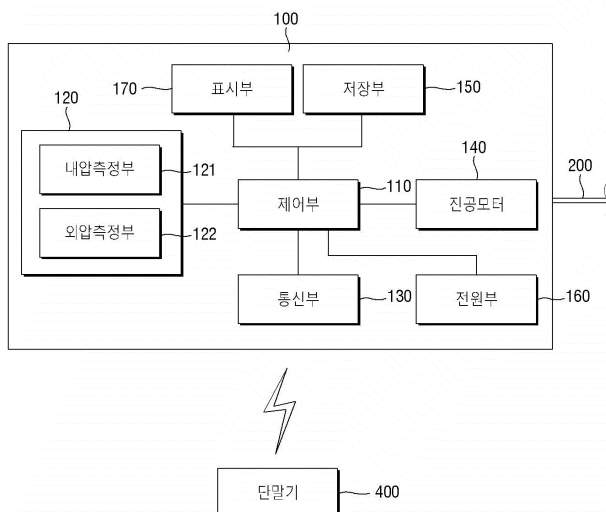 100
170 표시부 저장부 150
120
140
내압측정부 121
제어부 110
진공모터
200
외압측정부 122
통신부 130
전원부 160
단말기 400